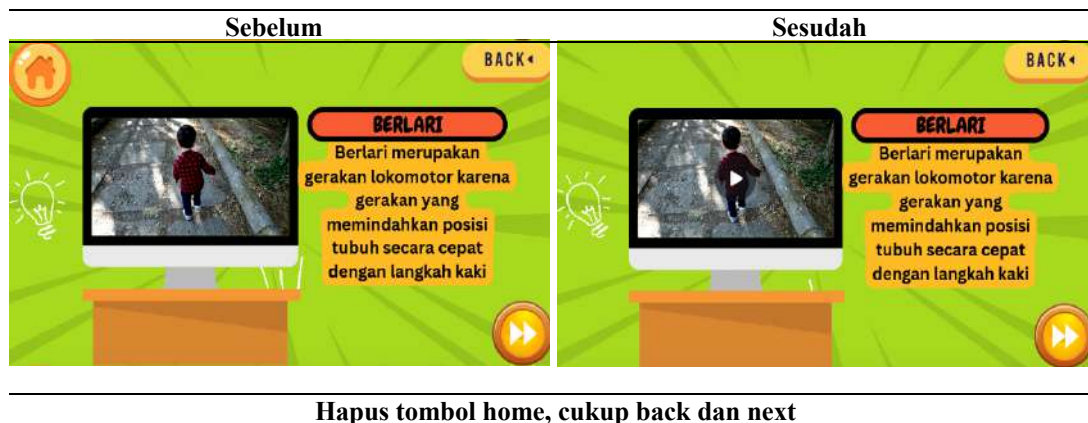 Sebelum
Sesudah
BACK
BERLARI
Berlari merupakan
gerakan lokomotor karena
gerakan yang
memindahkan posisi
tubuh secara cepat
dengan langkah kaki
BACK
BERLARI
Berlari merupakan
gerakan lokomotor karena
gerakan yang
memindahkan posisi
tubuh secara cepat
dengan langkah kaki
Hapus tombol home, cukup back dan next